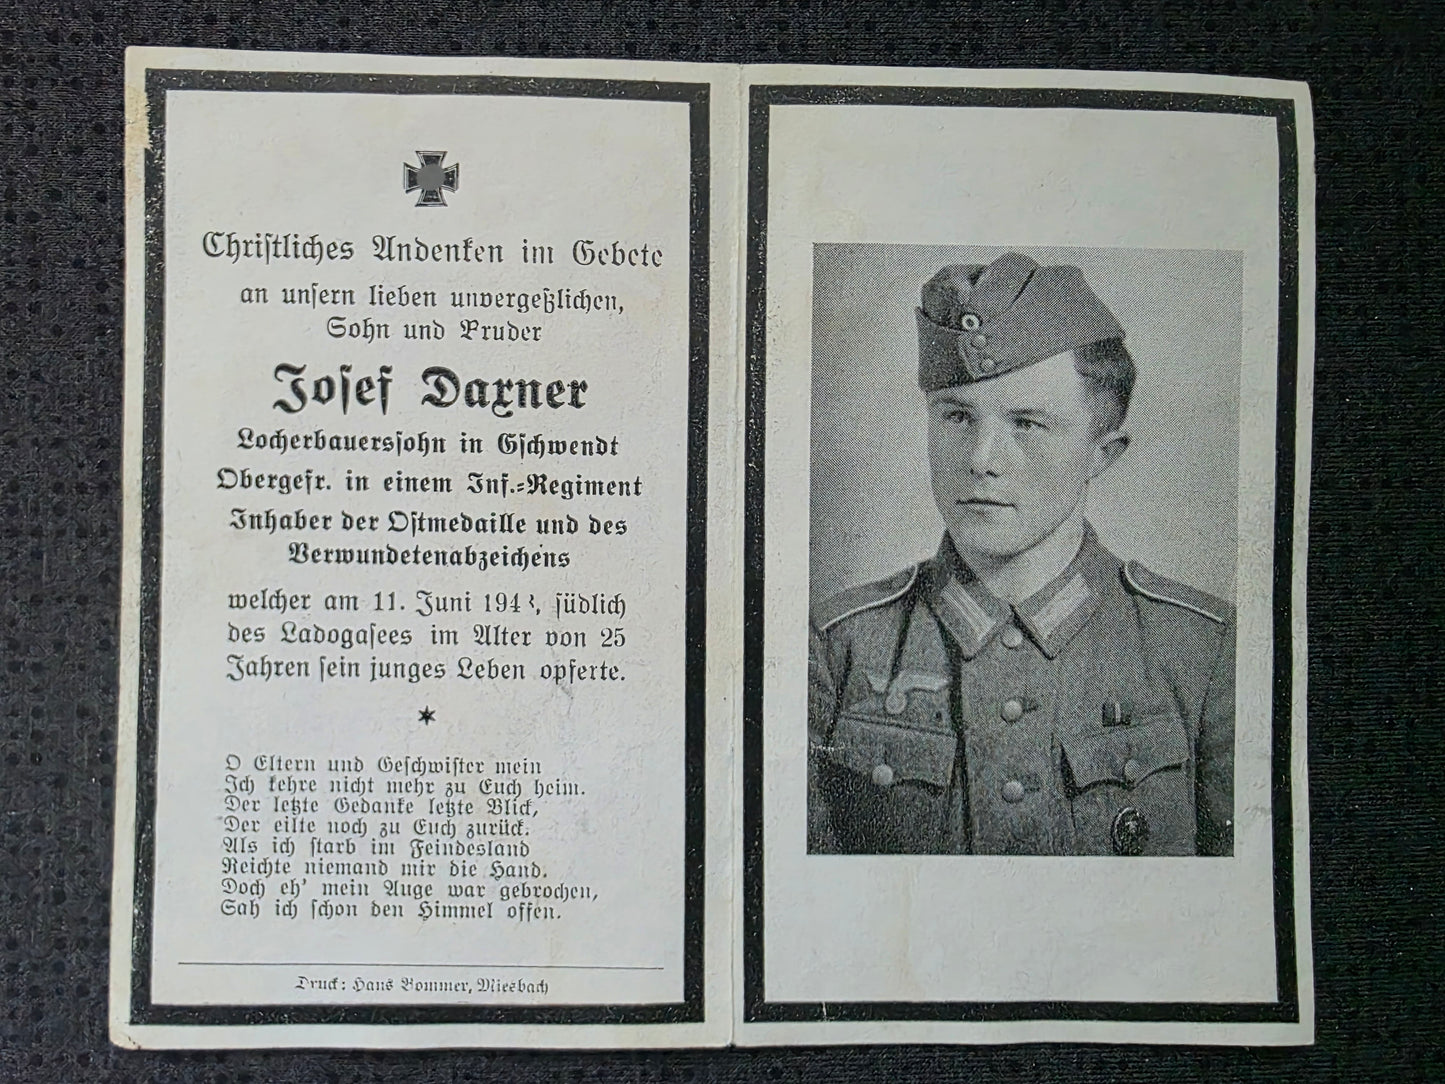 Christliches Andenken im Gebete
an unsern lieben unvergeßlichen,
Sohn und Bruder
Josef Daxner
Locherbauerssohn in Gschwendt
Obergefr. in einem Inf.=Regiment
Inhaber der Ostmedaille und des
Verwundetenabzeichens
welcher am 11. Juni 1943, südlich
des Ladogasees im Alter von 25
Jahren sein junges Leben opferte.
*
O Eltern und Geschwister mein
Ich kehre nicht mehr zu Euch heim.
Der letzte Gedanke letzte Blick,
Der eilte noch zu Euch zurück.
Als ich starb im Feindesland
Reichte niemand mir die Hand.
Doch eh' mein Auge war gebrochen,
Sah ich schon den Himmel offen.
Druck: Hans Bommer, Miesbach